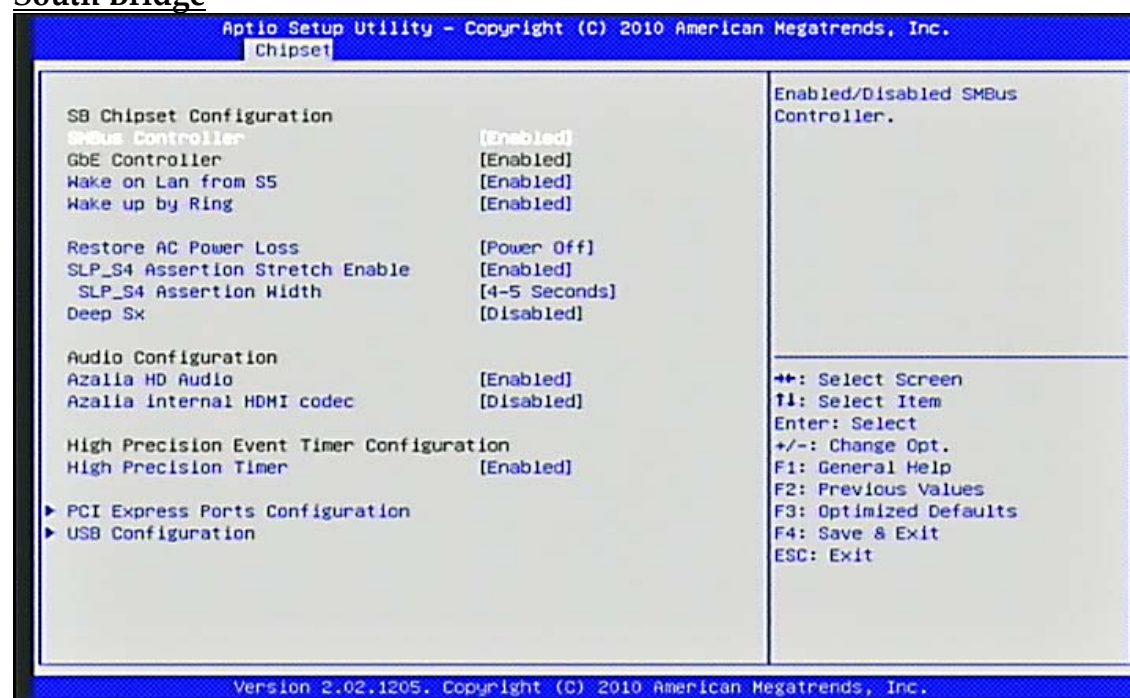 South Bridge
Aptio Setup Utility – Copyright (C) 2010 American Megatrends, Inc.
Chipset
SB Chipset Configuration
SMBus Controller [Enabled]
GbE Controller [Enabled]
Wake on Lan from S5 [Enabled]
Wake up by Ring [Enabled]
Restore AC Power Loss [Power Off]
SLP_S4 Assertion Stretch Enable [Enabled]
SLP_S4 Assertion Width [4-5 Seconds]
Deep Sx [Disabled]
Audio Configuration
Azalia HD Audio [Enabled]
Azalia internal HDMI codec [Disabled]
High Precision Event Timer Configuration
High Precision Timer [Enabled]
▶ PCI Express Ports Configuration
▶ USB Configuration
Enabled/Disabled SMBus
Controller.
→←: Select Screen
↑↓: Select Item
Enter: Select
+/-: Change Opt.
F1: General Help
F2: Previous Values
F3: Optimized Defaults
F4: Save & Exit
ESC: Exit
Version 2.02.1205. Copyright (C) 2010 American Megatrends, Inc.